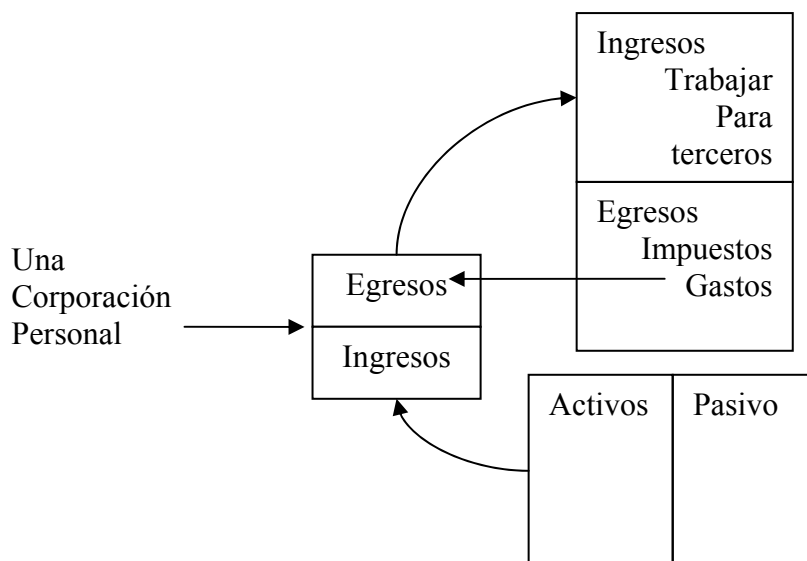 Ingresos
Trabajar
Para
terceros
Egresos
Impuestos
Gastos
Una
Corporación
Personal
Egresos
Ingresos
Activos
Pasivo